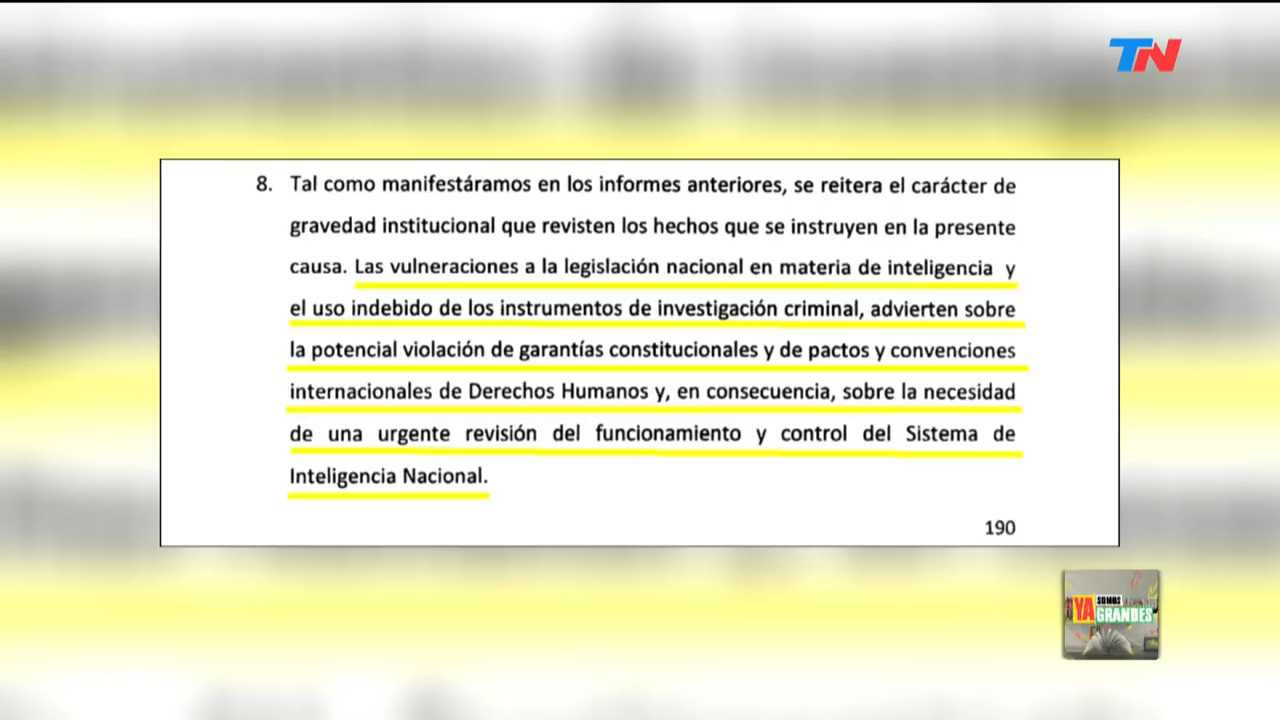 TN
8. Tal como manifestáramos en los informes anteriores, se reitera el carácter de
gravedad institucional que revisten los hechos que se instruyen en la presente
causa. Las vulneraciones a la legislación nacional en materia de inteligencia y
el uso indebido de los instrumentos de investigación criminal, advierten sobre
la potencial violación de garantías constitucionales y de pactos y convenciones
internacionales de Derechos Humanos y, en consecuencia, sobre la necesidad
de una urgente revisión del funcionamiento y control del Sistema de
Inteligencia Nacional.
190
YA SOMOS
GRANDES